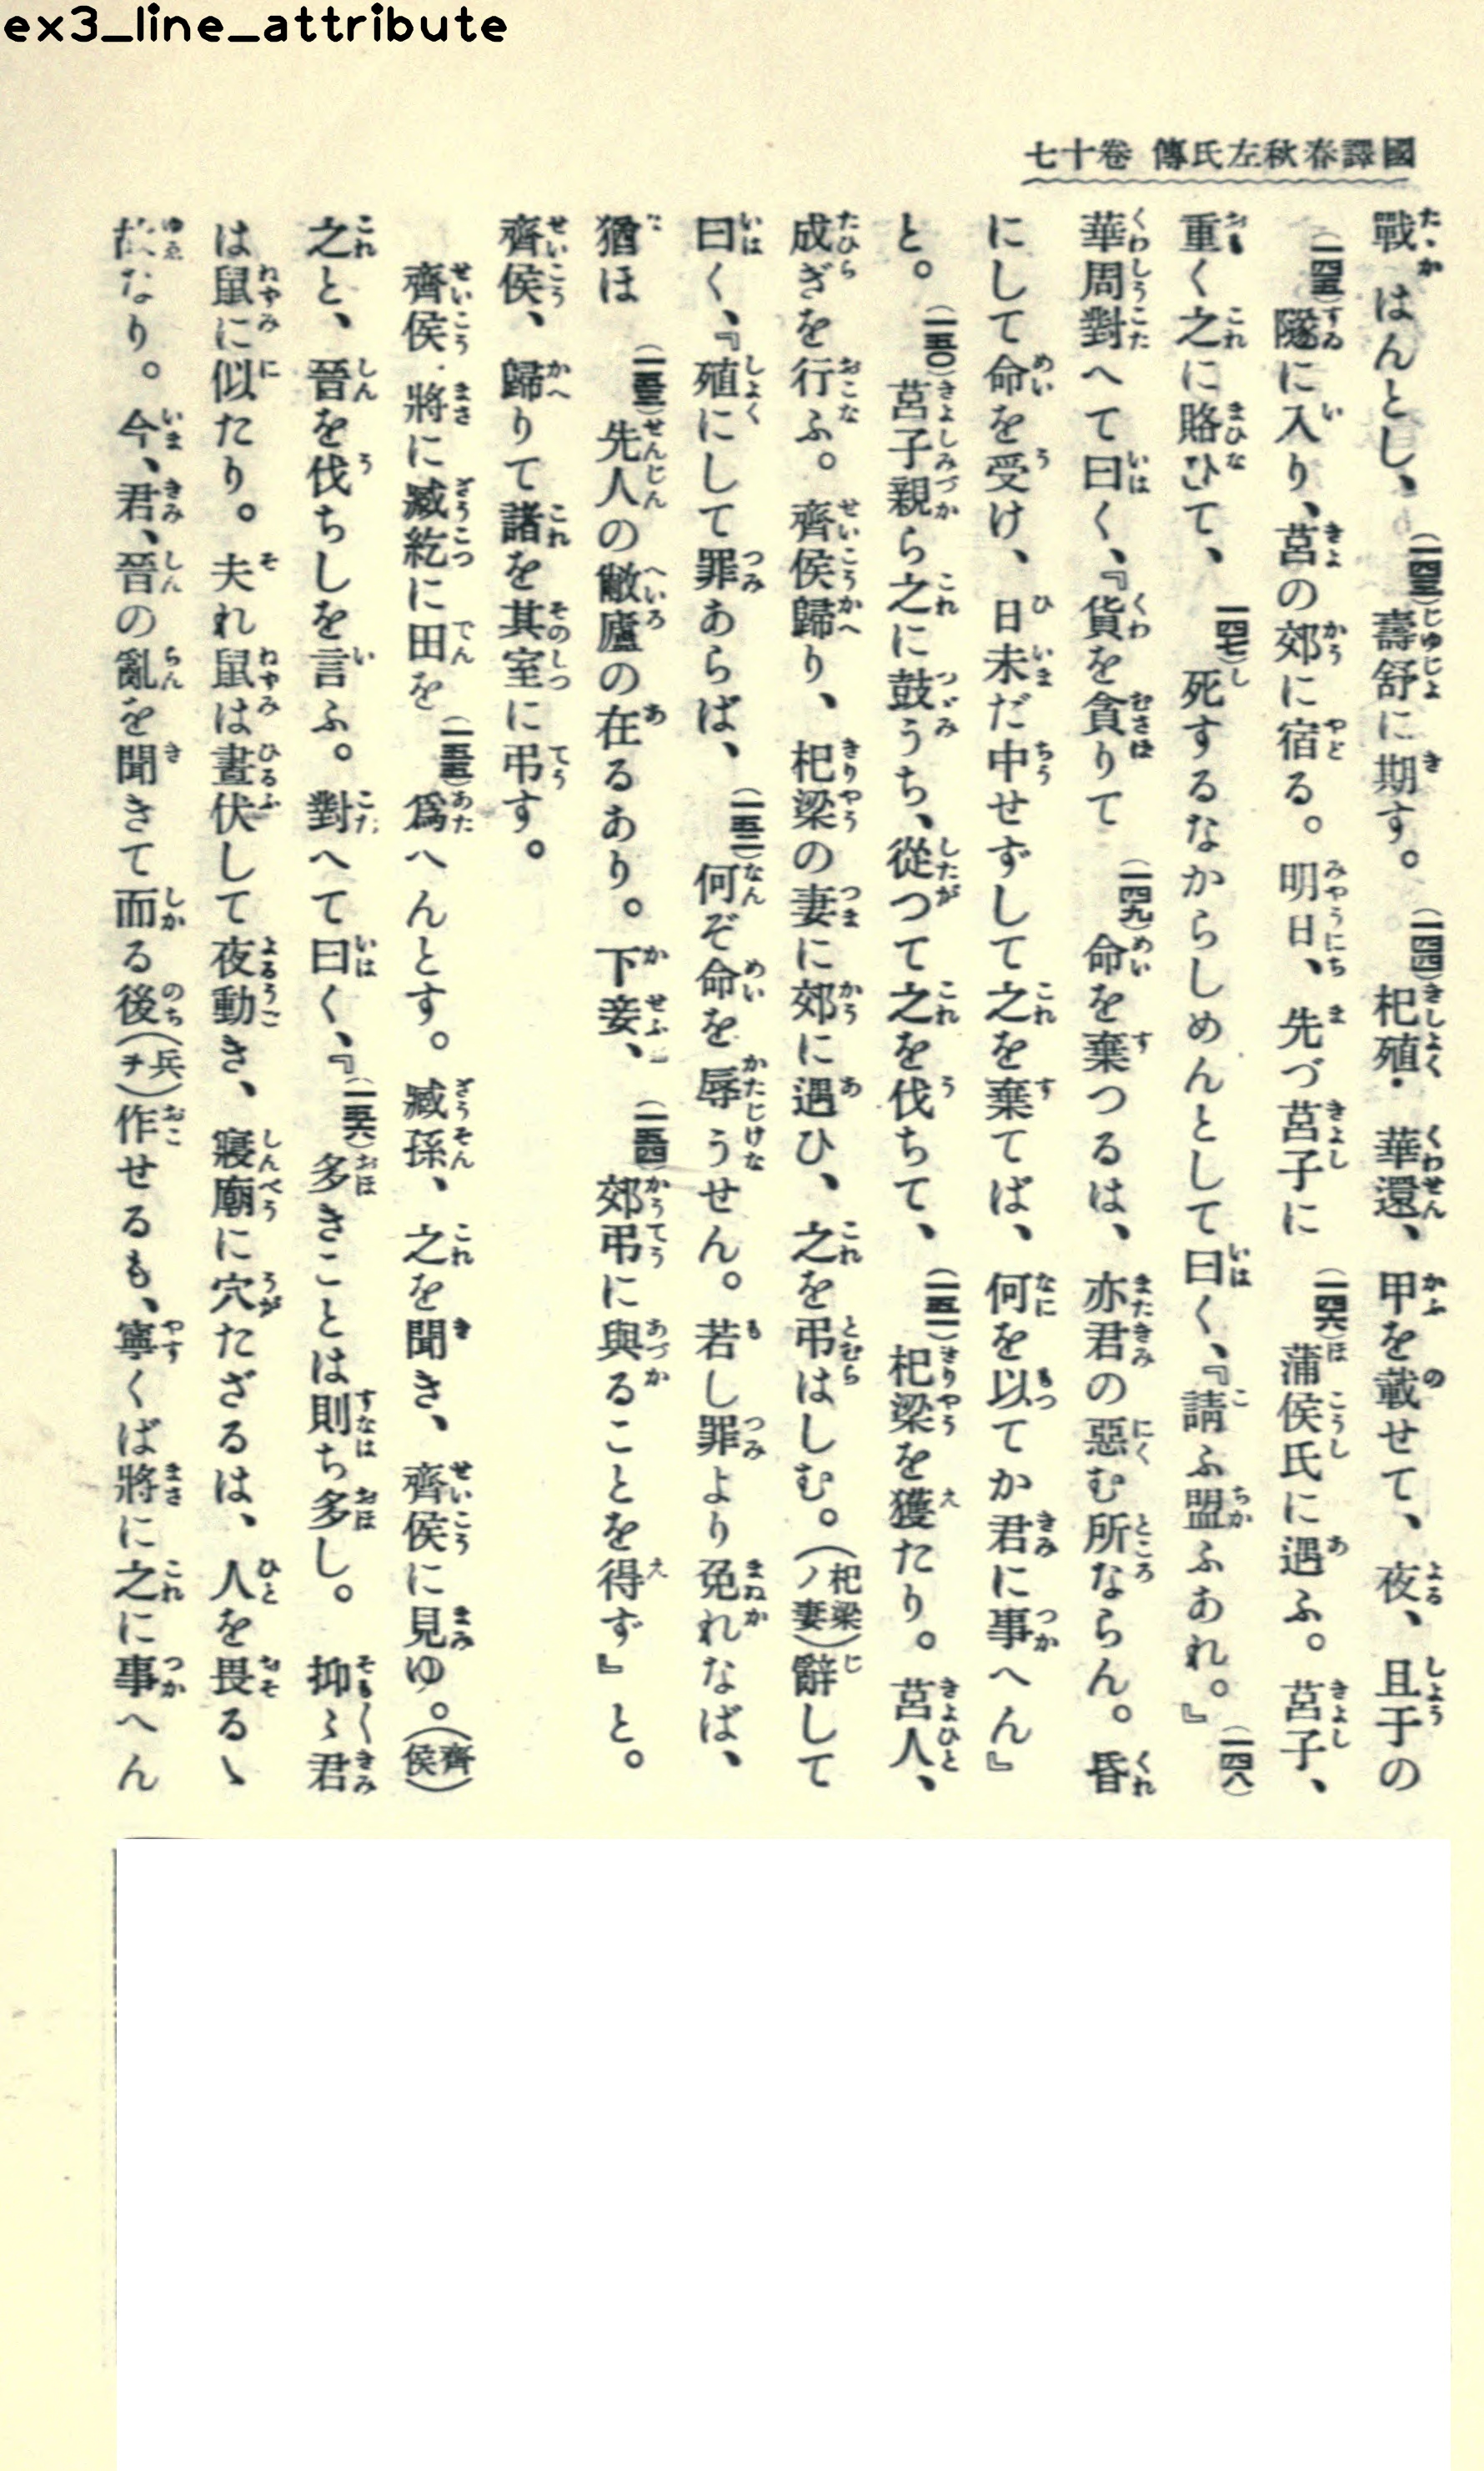 ex3_line_attribute
國譯春秋左氏傳 卷十七
戰はんとし、(一四三)壽舒に期す。(一四四)杞殖・華還、甲を載せて、夜、且于の
(一四五)隧に入り、莒の郊に宿る。明日、先づ莒子に(一四六)蒲侯氏に遇ふ。莒子、
重く之に賂ひて、(一四七)死するなからしめんとして曰く、『請ふ盟ふあれ。』(一四八)
華周對へて曰く、『貨を貪りて(一四九)命を棄つるは、亦君の惡む所ならん。昏
にして命を受け、日未だ中せずして之を棄てば、何を以てか君に事へん』
と。(一五〇)莒子親ら之に鼓うち、從つて之を伐ちて、(一五一)杞梁を獲たり。莒人、
成ぎを行ふ。齊侯歸り、杞梁の妻に郊に遇ひ、之を弔はしむ。(杞梁ノ妻)辭して
曰く、『殖にして罪あらば、(一五二)何ぞ命を辱うせん。若し罪より免れなば、
猶ほ(一五三)先人の敝廬の在るあり。下妾、(一五四)郊弔に與ることを得ず』と。
齊侯、歸りて諸を其室に弔す。
齊侯將に臧紇に田を(一五五)爲へんとす。臧孫、之を聞き、齊侯に見ゆ。(齊侯)
之と、晉を伐ちしを言ふ。對へて曰く、『(一五六)多きことは則ち多し。抑〻君
は鼠に似たり。夫れ鼠は晝伏して夜動き、寢廟に穴たざるは、人を畏るゝ
故なり。今、君、晉の亂を聞きて而る後(兵ヲ)作せるも、寧くば將に之に事へん